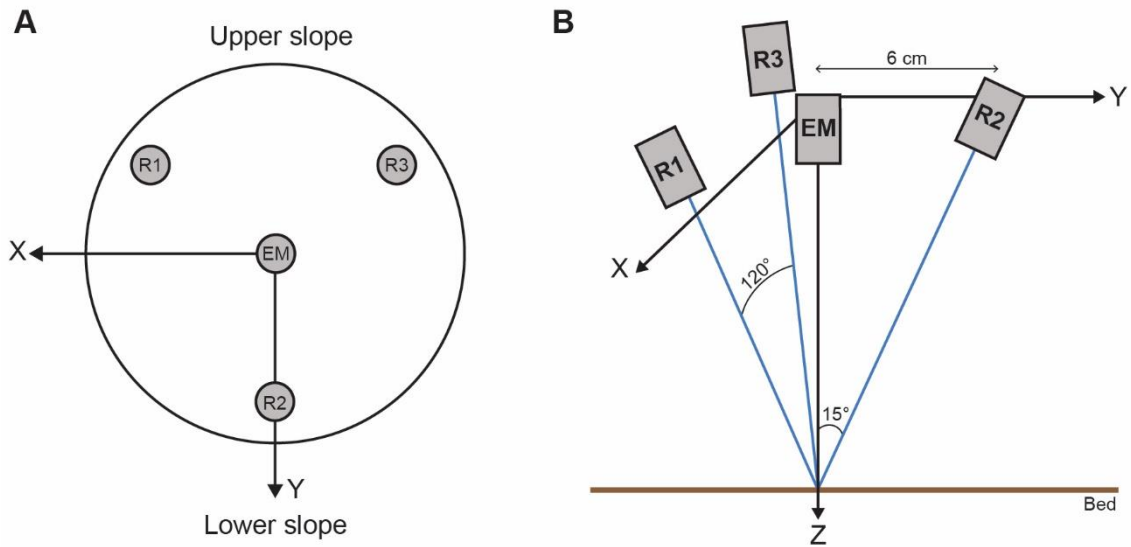 A
Upper slope
R1
R3
X
EM
R2
Y
Lower slope
B
R3
6 cm
EM
Y
R2
R1
X
120°
15°
Bed
Z